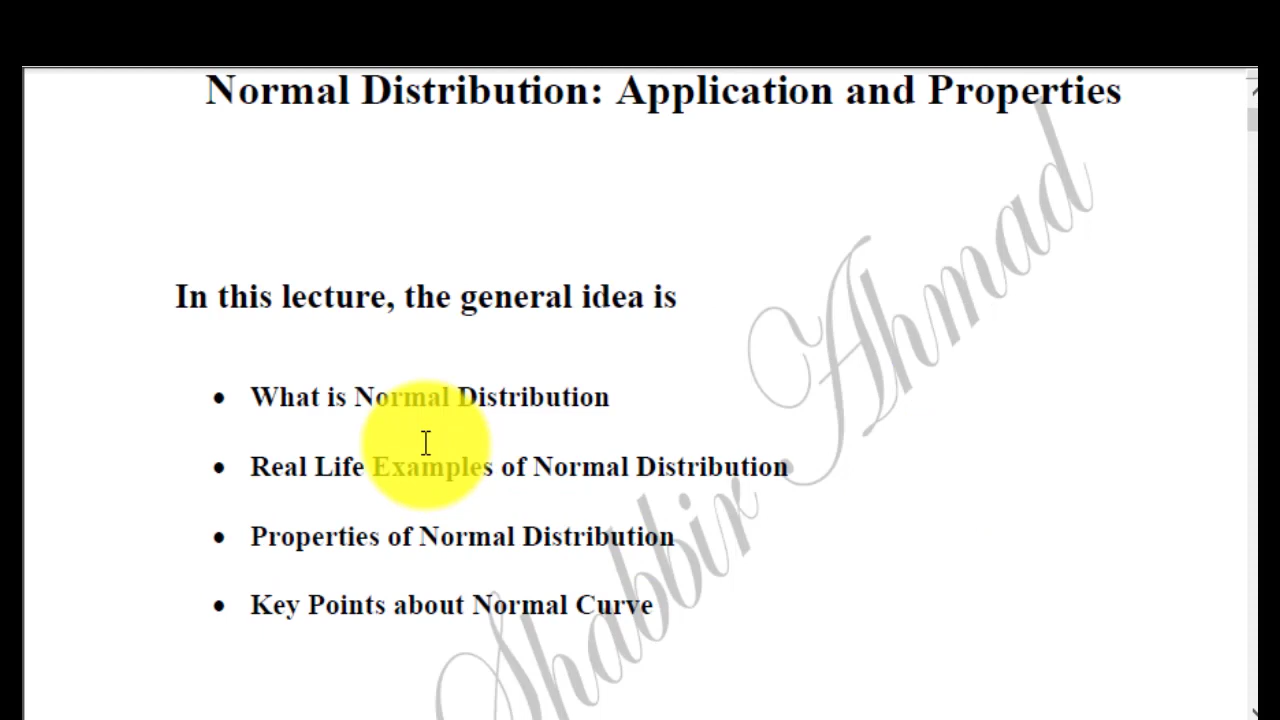 Normal Distribution: Application and Properties
In this lecture, the general idea is
• What is Normal Distribution
• Real Life Examples of Normal Distribution
• Properties of Normal Distribution
• Key Points about Normal Curve
Shabbir Ahmad